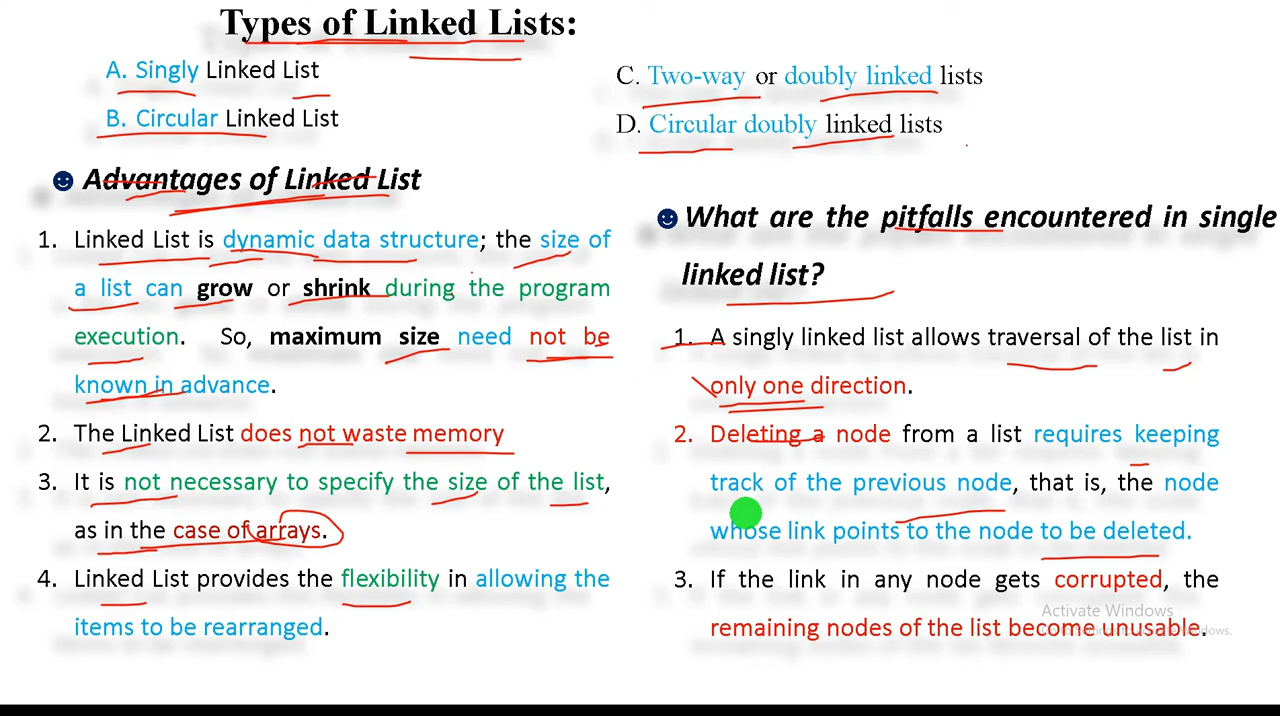 Types of Linked Lists:
A. Singly Linked List
B. Circular Linked List
C. Two-way or doubly linked lists
D. Circular doubly linked lists
Advantages of Linked List
1. Linked List is dynamic data structure; the size of
a list can grow or shrink during the program
execution. So, maximum size need not be
known in advance.
2. The Linked List does not waste memory
3. It is not necessary to specify the size of the list,
as in the case of arrays.
4. Linked List provides the flexibility in allowing the
items to be rearranged.
What are the pitfalls encountered in single
linked list?
1. A singly linked list allows traversal of the list in
only one direction.
2. Deleting a node from a list requires keeping
track of the previous node, that is, the node
whose link points to the node to be deleted.
3. If the link in any node gets corrupted, the
remaining nodes of the list become unusable.
Activate Windows